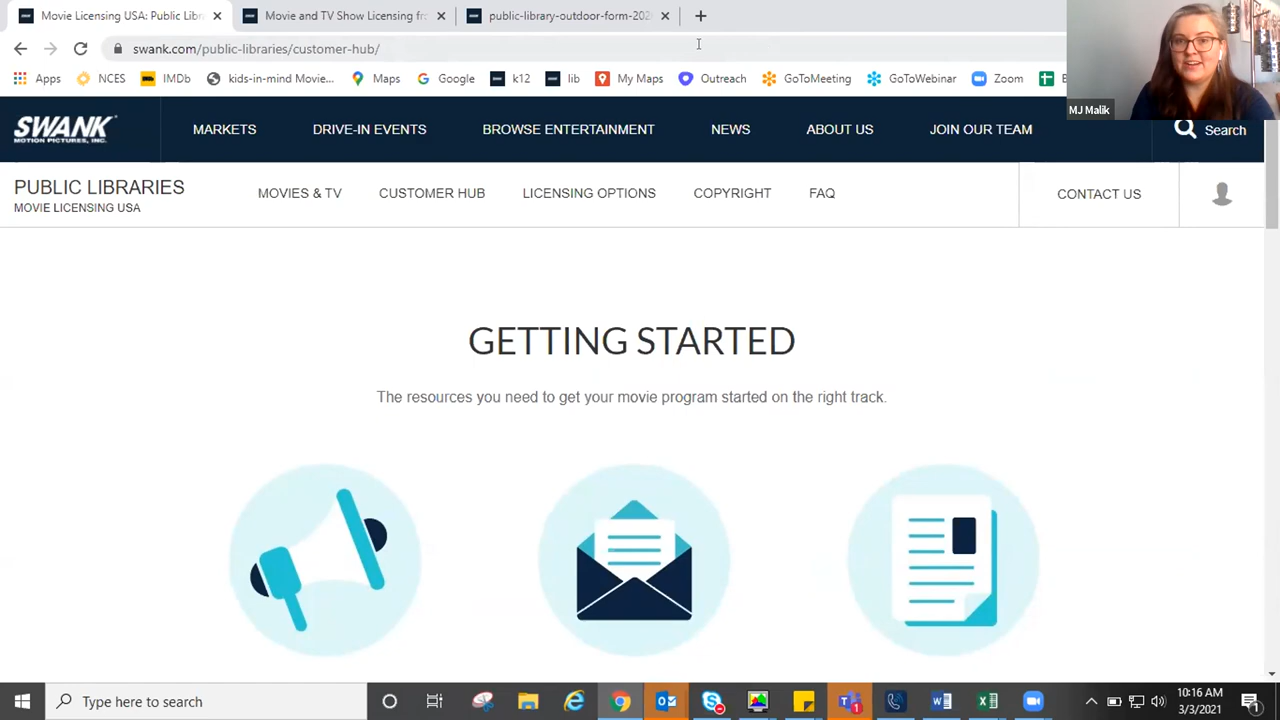 Movie Licensing USA: Public Libr
Movie and TV Show Licensing fr
public-library-outdoor-form-202
swank.com/public-libraries/customer-hub/
Apps
NCES
IMDb
kids-in-mind Movie...
Maps
Google
k12
lib
My Maps
Outreach
GoToMeeting
GoToWebinar
Zoom
MJ Malik
SWANK
MOTION PICTURES, INC.
MARKETS
DRIVE-IN EVENTS
BROWSE ENTERTAINMENT
NEWS
ABOUT US
JOIN OUR TEAM
Search
PUBLIC LIBRARIES
MOVIE LICENSING USA
MOVIES & TV
CUSTOMER HUB
LICENSING OPTIONS
COPYRIGHT
FAQ
CONTACT US
GETTING STARTED
The resources you need to get your movie program started on the right track.
Type here to search
10:16 AM
3/3/2021